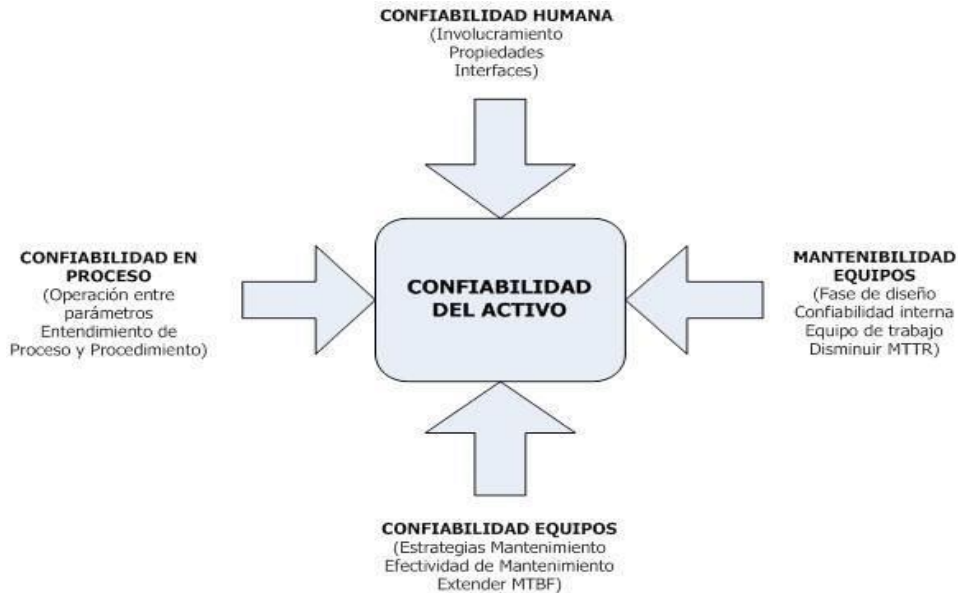 CONFIABILIDAD HUMANA
(Involucramiento
Propiedades
Interfaces)
CONFIABILIDAD EN
PROCESO
(Operación entre
parámetros
Entendimiento de
Proceso y Procedimiento)
CONFIABILIDAD
DEL ACTIVO
MANTENIBILIDAD
EQUIPOS
(Fase de diseño
Confiabilidad interna
Equipo de trabajo
Disminuir MTTR)
CONFIABILIDAD EQUIPOS
(Estrategias Mantenimiento
Efectividad de Mantenimiento
Extender MTBF)